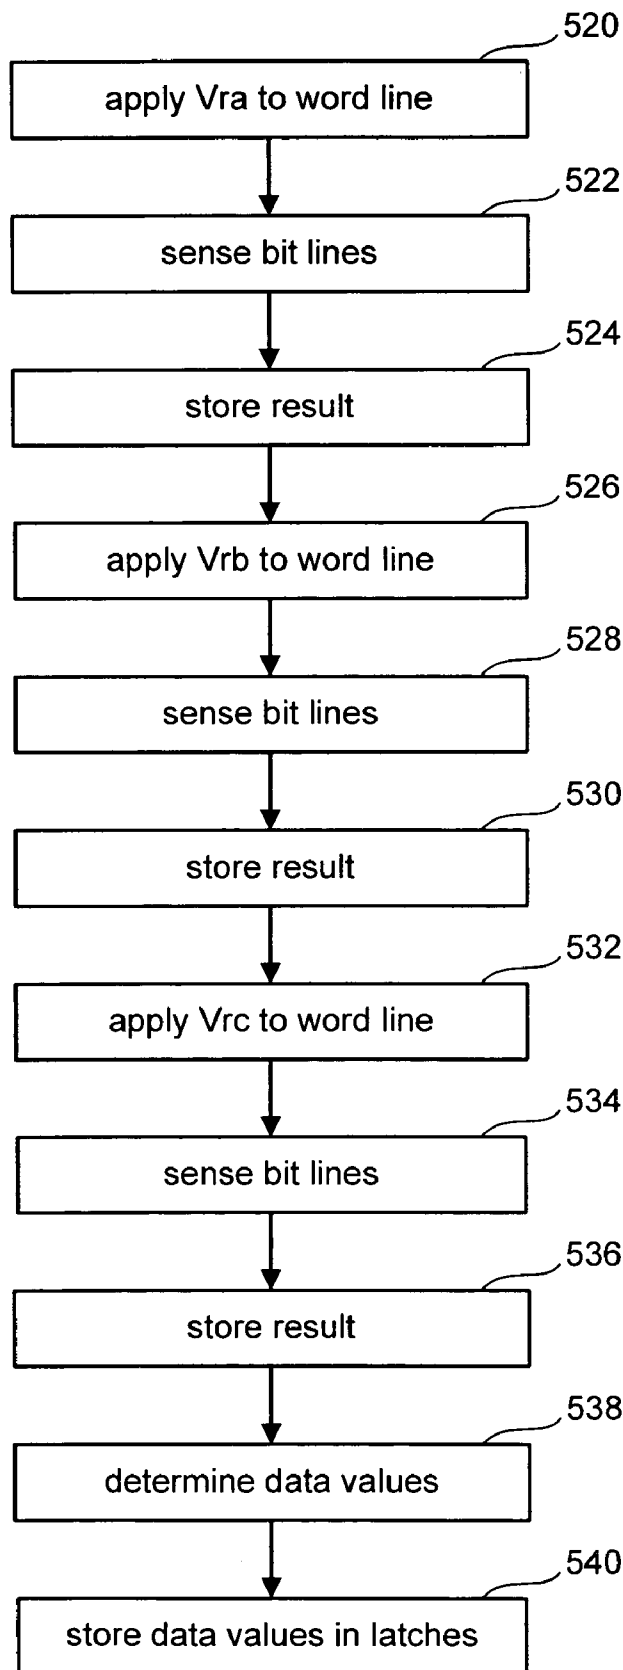 520
apply Vra to word line
522
sense bit lines
524
store result
526
apply Vrb to word line
528
sense bit lines
530
store result
532
apply Vrc to word line
534
sense bit lines
536
store result
538
determine data values
540
store data values in latches